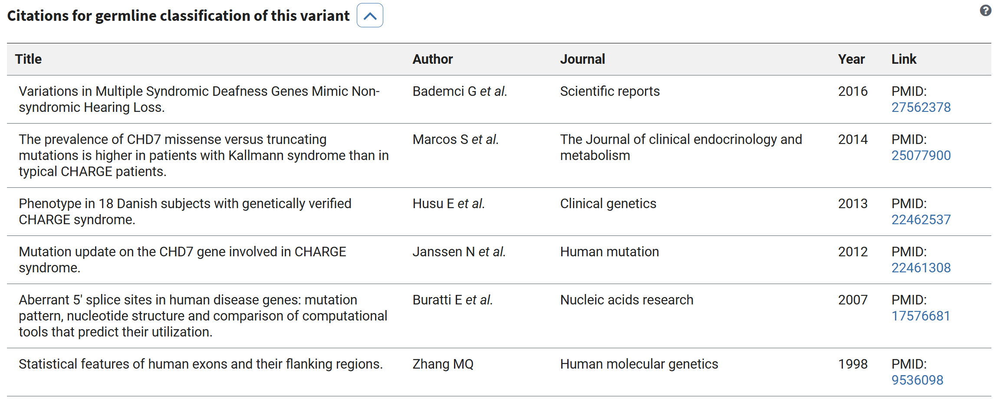 Citations for germline classification of this variant
?
Title Author Journal Year Link
Variations in Multiple Syndromic Deafness Genes Mimic Non- Bademci G et al. Scientific reports 2016 PMID:
syndromic Hearing Loss. 27562378
The prevalence of CHD7 missense versus truncating Marcos S et al. The Journal of clinical endocrinology and 2014 PMID:
mutations is higher in patients with Kallmann syndrome than in metabolism 25077900
typical CHARGE patients.
Phenotype in 18 Danish subjects with genetically verified Husu E et al. Clinical genetics 2013 PMID:
CHARGE syndrome. 22462537
Mutation update on the CHD7 gene involved in CHARGE Janssen N et al. Human mutation 2012 PMID:
syndrome. 22461308
Aberrant 5' splice sites in human disease genes: mutation Buratti E et al. Nucleic acids research 2007 PMID:
pattern, nucleotide structure and comparison of computational 17576681
tools that predict their utilization.
Statistical features of human exons and their flanking regions. Zhang MQ Human molecular genetics 1998 PMID:
9536098